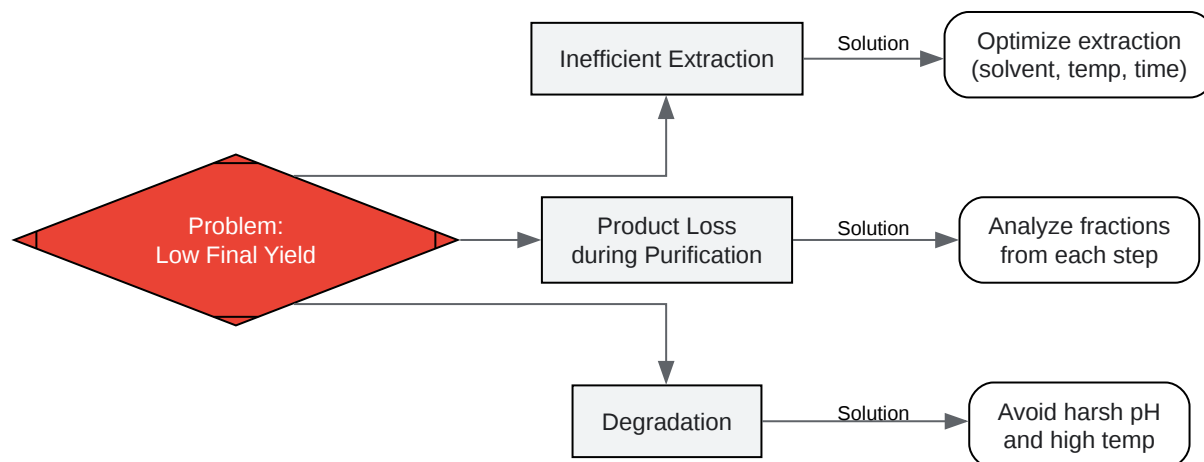 Inefficient Extraction
Solution
Optimize extraction
(solvent, temp, time)
Problem:
Low Final Yield
Product Loss
during Purification
Solution
Analyze fractions
from each step
Degradation
Solution
Avoid harsh pH
and high temp